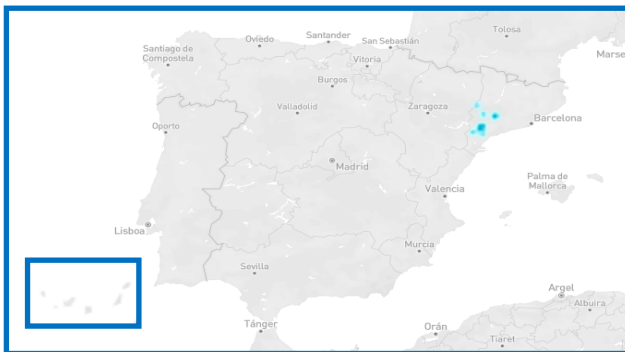 Tolosa
Santander
Oviedo
San Sebastián
Santiago de
Compostela
Marse
Vitoria
Burgos
Valladolid
Zaragoza
Barcelona
Oporto
Madrid
Palma de
Mallorca
Valencia
Lisboa
Murcia
Sevilla
Argel
Albuira
Tánger
Orán
Tiaret